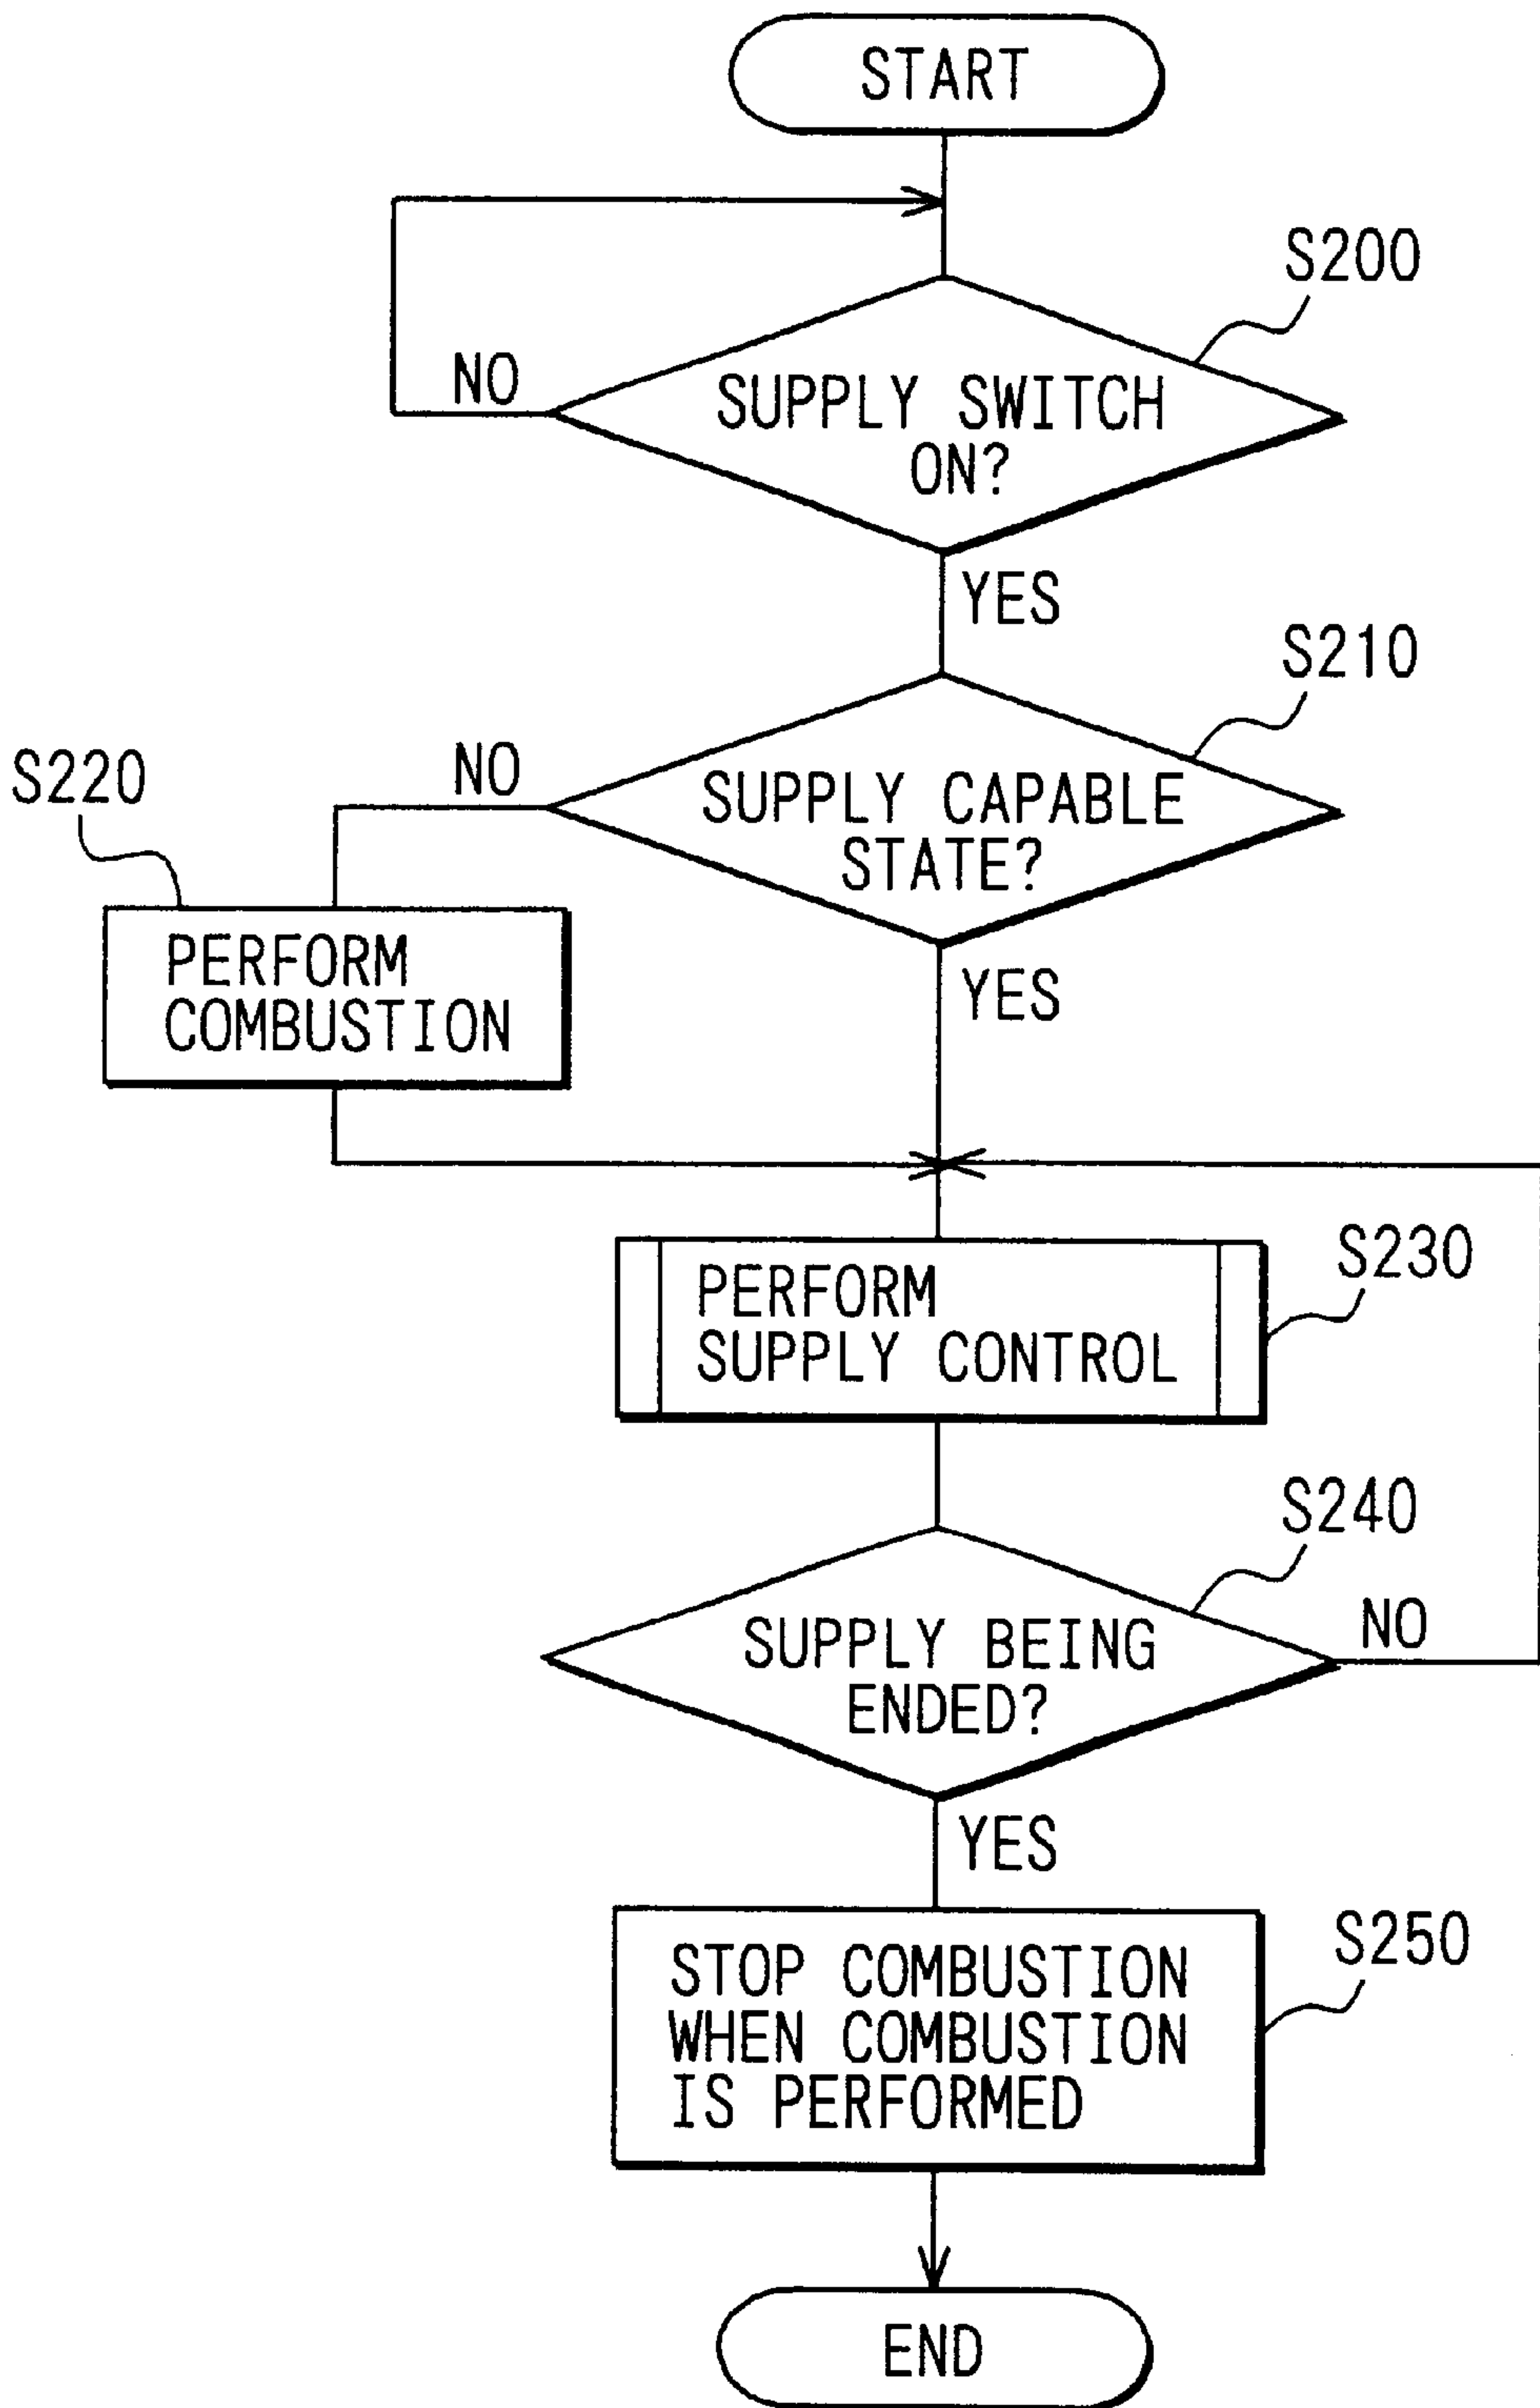 START
S200
NO
SUPPLY SWITCH
ON?
YES
S210
NO
SUPPLY CAPABLE
STATE?
S220
PERFORM
COMBUSTION
YES
PERFORM
SUPPLY CONTROL
S230
S240
SUPPLY BEING
ENDED?
NO
YES
STOP COMBUSTION
WHEN COMBUSTION
IS PERFORMED
S250
END